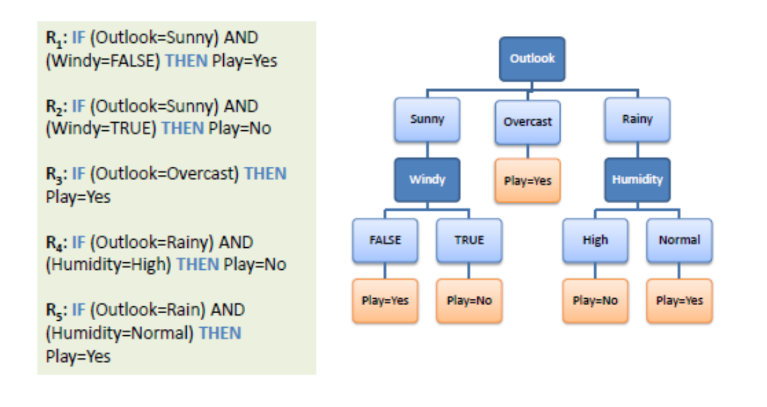 R1: IF (Outlook=Sunny) AND
(Windy=FALSE) THEN Play=Yes
R2: IF (Outlook=Sunny) AND
(Windy=TRUE) THEN Play=No
R3: IF (Outlook=Overcast) THEN
Play=Yes
R4: IF (Outlook=Rainy) AND
(Humidity=High) THEN Play=No
R5: IF (Outlook=Rain) AND
(Humidity=Normal) THEN
Play=Yes
Outlook
Sunny
Overcast
Rainy
Windy
Play=Yes
Humidity
FALSE
TRUE
High
Normal
Play=Yes
Play=No
Play=No
Play=Yes